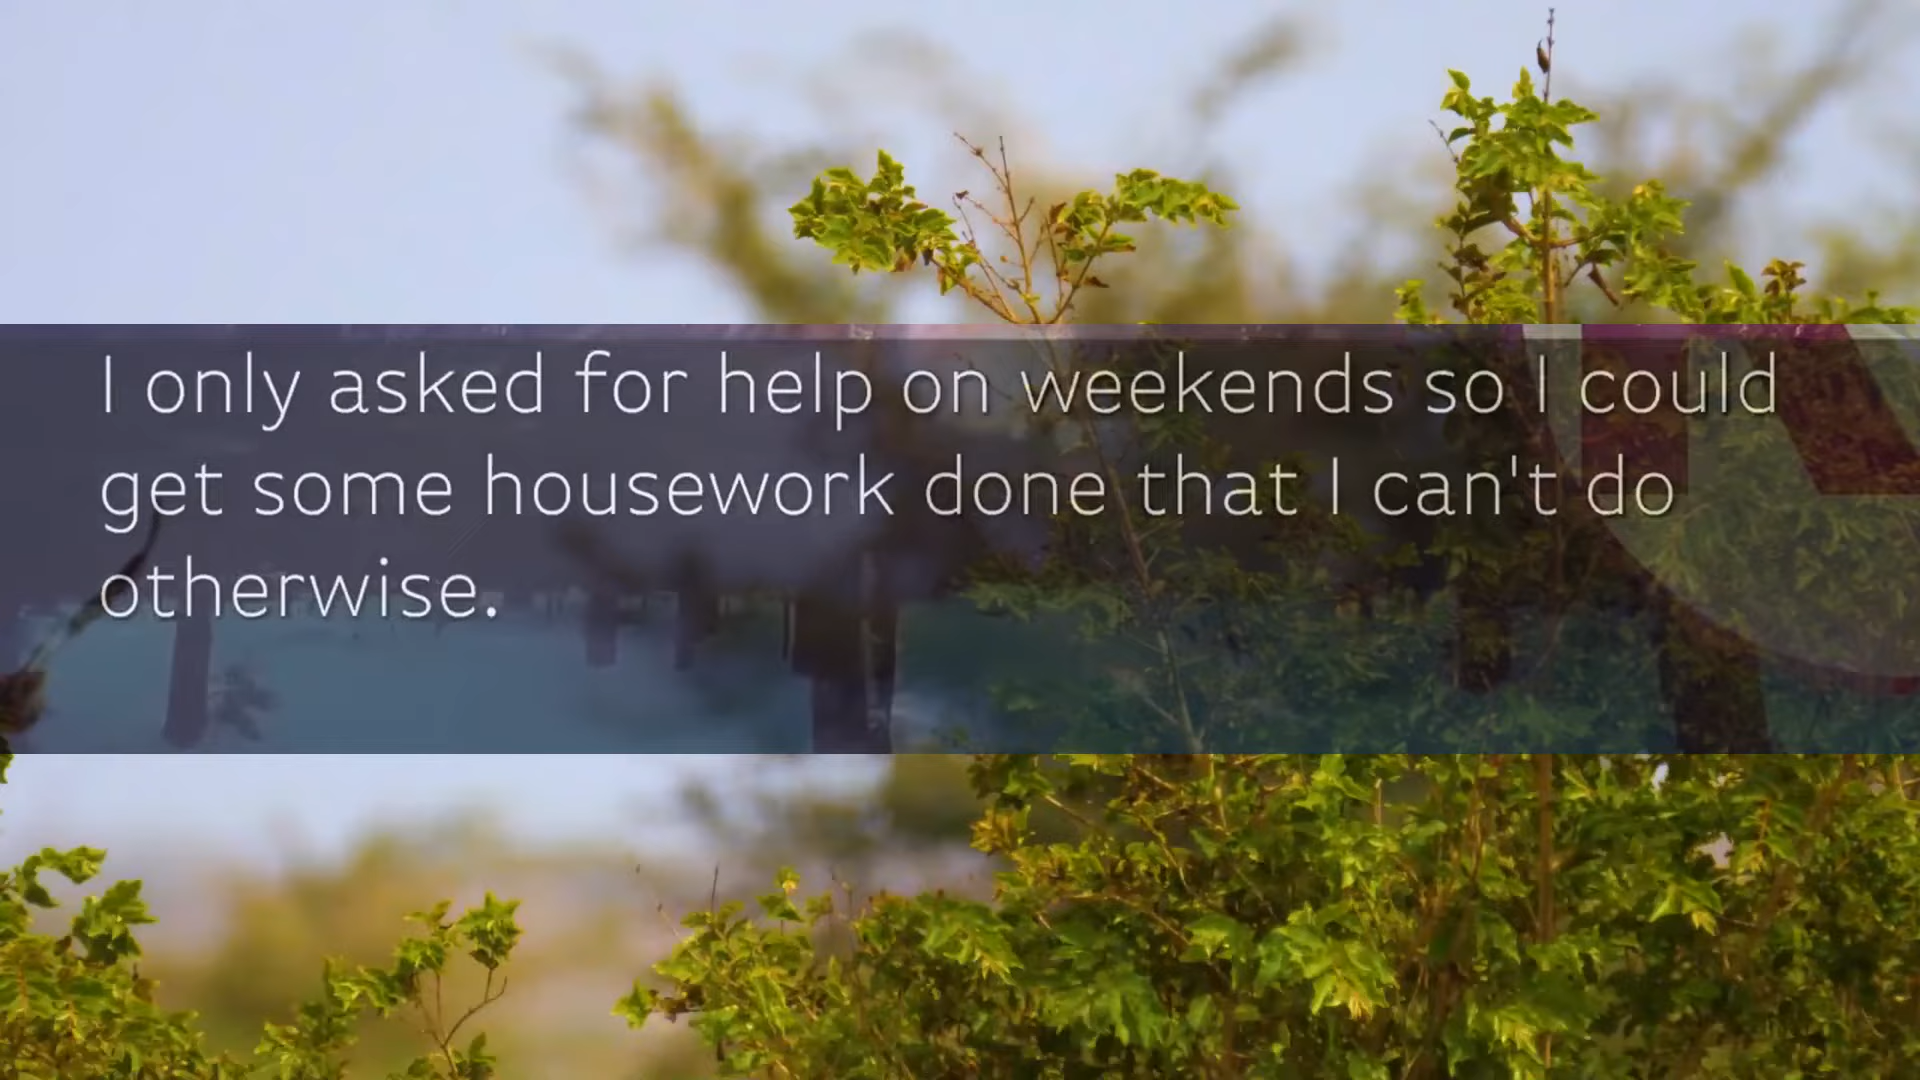 I only asked for help on weekends so I could
get some housework done that I can't do
otherwise.